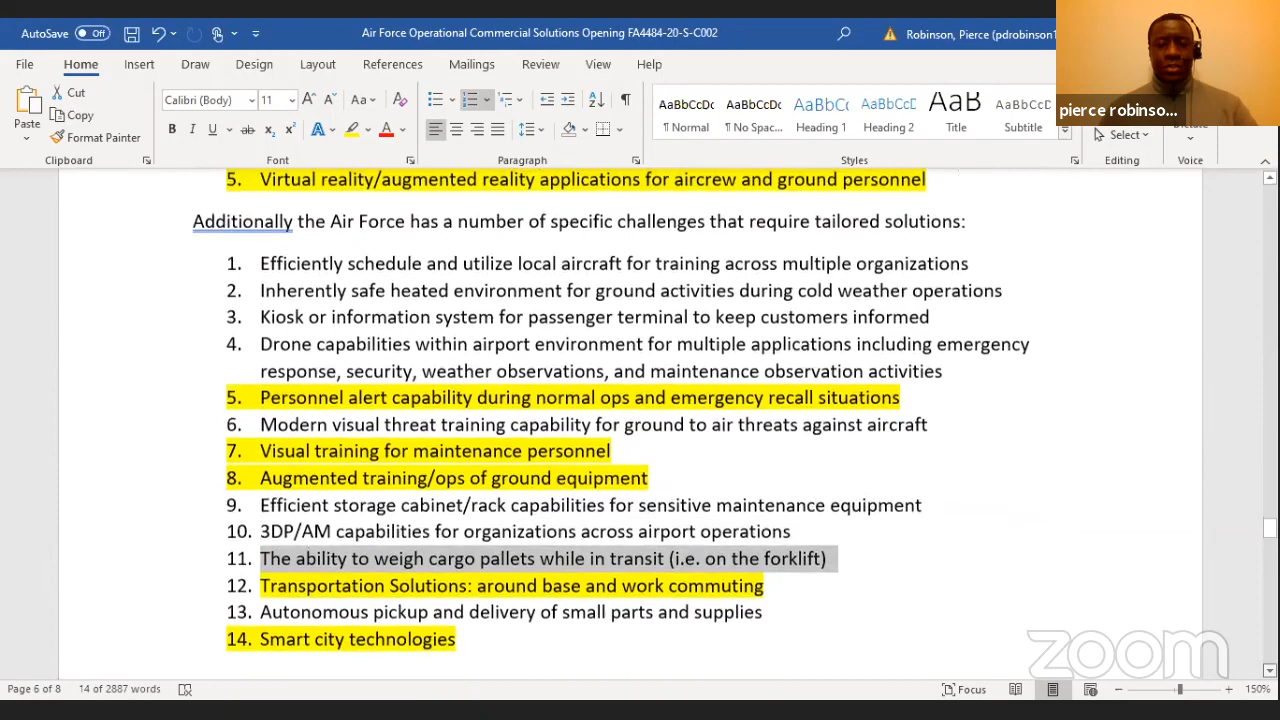 AutoSave Off
Air Force Operational Commercial Solutions Opening FA4484-20-S-C002
Robinson, Pierce (pdrobinson1
File Home Insert Draw Design Layout References Mailings Review View Help
Paste
Cut
Copy
Format Painter
Clipboard
Calibri (Body) 11
Font
Paragraph
AaBbCcDc AaBbCcDc AaBbCc AaBbCcD AaB AaBbCcD
¶ Normal ¶ No Spac... Heading 1 Heading 2 Title Subtitle
Styles
Select
Editing
Dictate
Voice
pierce robinso...
5. Virtual reality/augmented reality applications for aircrew and ground personnel
Additionally the Air Force has a number of specific challenges that require tailored solutions:
1. Efficiently schedule and utilize local aircraft for training across multiple organizations
2. Inherently safe heated environment for ground activities during cold weather operations
3. Kiosk or information system for passenger terminal to keep customers informed
4. Drone capabilities within airport environment for multiple applications including emergency
response, security, weather observations, and maintenance observation activities
5. Personnel alert capability during normal ops and emergency recall situations
6. Modern visual threat training capability for ground to air threats against aircraft
7. Visual training for maintenance personnel
8. Augmented training/ops of ground equipment
9. Efficient storage cabinet/rack capabilities for sensitive maintenance equipment
10. 3DP/AM capabilities for organizations across airport operations
11. The ability to weigh cargo pallets while in transit (i.e. on the forklift)
12. Transportation Solutions: around base and work commuting
13. Autonomous pickup and delivery of small parts and supplies
14. Smart city technologies
zoom
Page 6 of 8 14 of 2887 words
Focus
150%